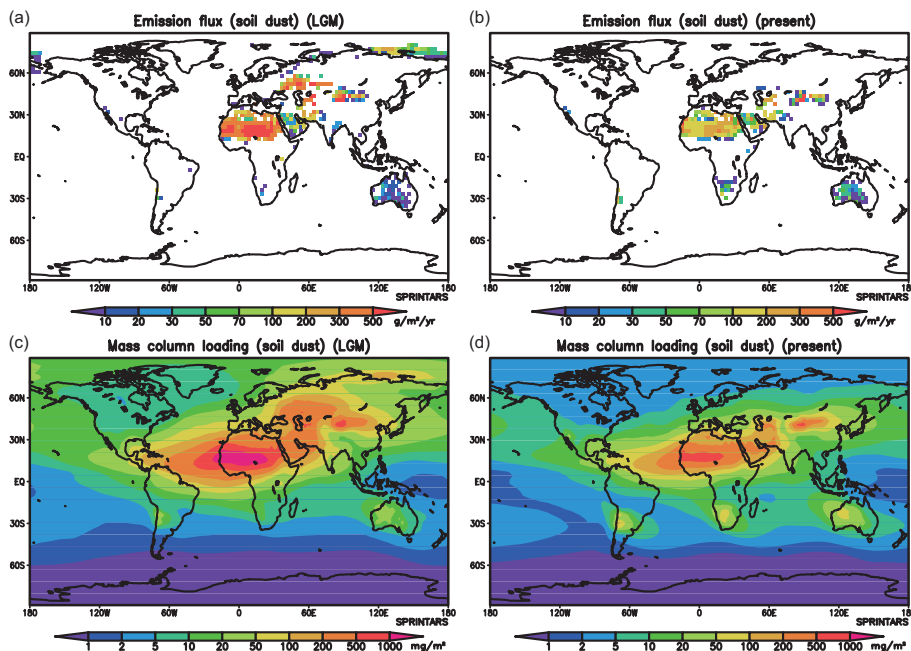 (a) Emission flux (soil dust) (LGM)
60N
30N
EQ
30S
60S
180 120W 60W 0 60E 120E 180
SPRINTARS
10 20 30 50 70 100 200 300 500 g/m²/yr
(b) Emission flux (soil dust) (present)
60N
30N
EQ
30S
60S
180 120W 60W 0 60E 120E 180
SPRINTARS
10 20 30 50 70 100 200 300 500 g/m²/yr
(c) Mass column loading (soil dust) (LGM)
60N
30N
EQ
30S
60S
180 120W 60W 0 60E 120E 180
SPRINTARS
1 2 5 10 20 50 100 200 500 1000 mg/m²
(d) Mass column loading (soil dust) (present)
60N
30N
EQ
30S
60S
180 120W 60W 0 60E 120E 180
SPRINTARS
1 2 5 10 20 50 100 200 500 1000 mg/m²